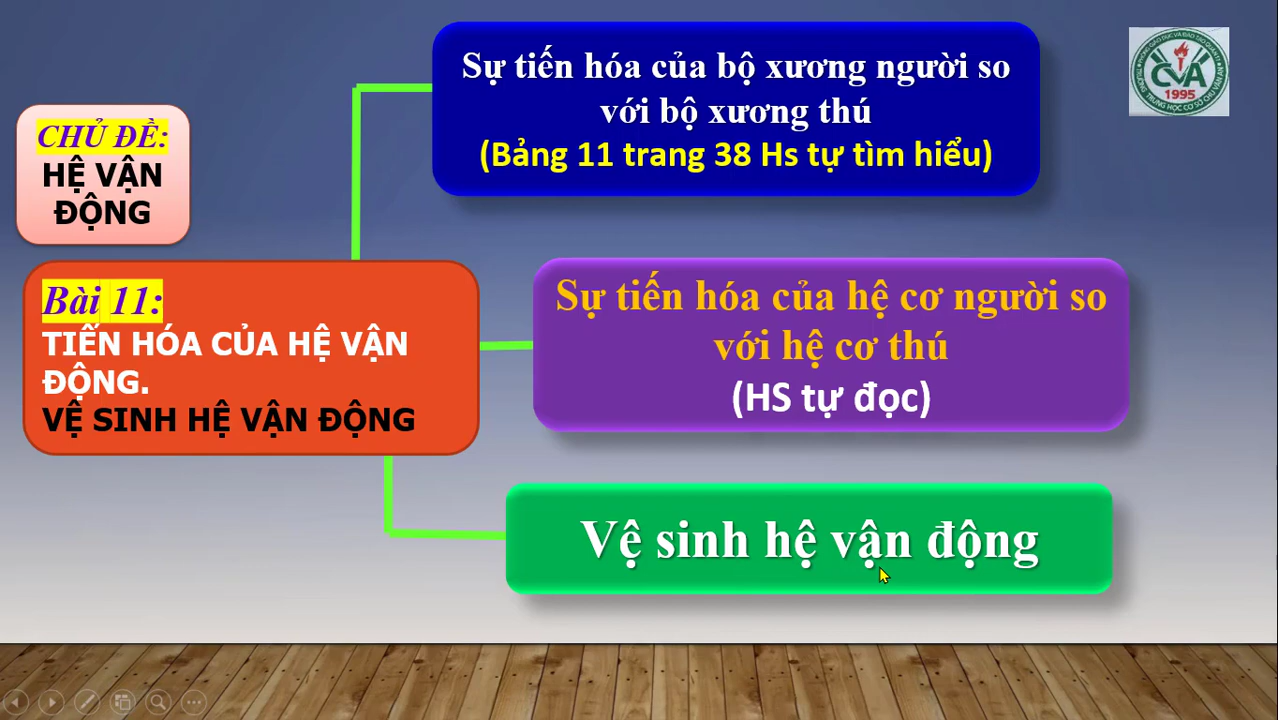 Sự tiến hóa của bộ xương người so
với bộ xương thú
(Bảng 11 trang 38 Hs tự tìm hiểu)
CVA
1995
CHỦ ĐỀ:
HỆ VẬN
ĐỘNG
Bài 11:
TIẾN HÓA CỦA HỆ VẬN
ĐỘNG.
VỆ SINH HỆ VẬN ĐỘNG
Sự tiến hóa của hệ cơ người so
với hệ cơ thú
(HS tự đọc)
Vệ sinh hệ vận động